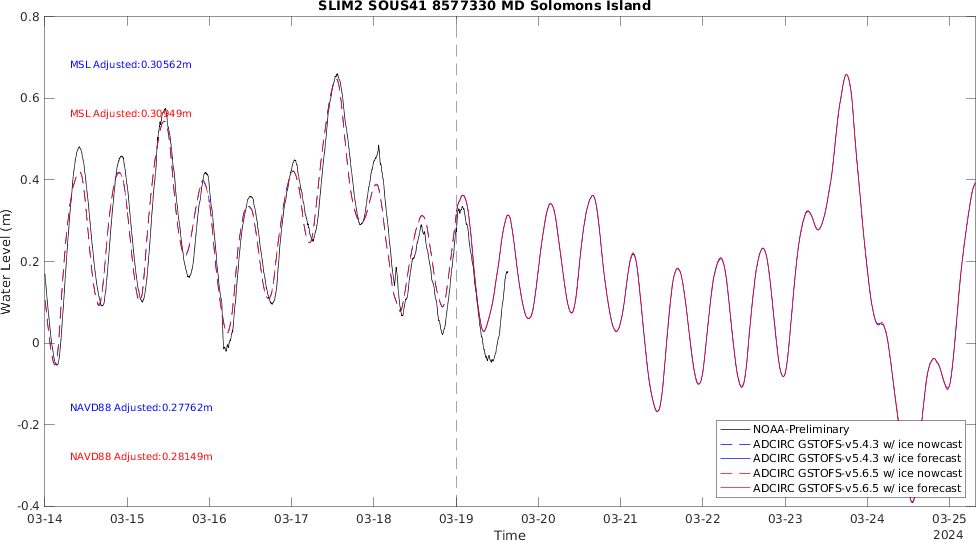 SLIM2 SOUS41 8577330 MD Solomons Island
0.8
0.6
0.4
0.2
0
-0.2
-0.4
Water Level (m)
MSL Adjusted:0.30562m
MSL Adjusted:0.30949m
NAVD88 Adjusted:0.27762m
NAVD88 Adjusted:0.28149m
NOAA-Preliminary
ADCIRC GSTOFS-v5.4.3 w/ ice nowcast
ADCIRC GSTOFS-v5.4.3 w/ ice forecast
ADCIRC GSTOFS-v5.6.5 w/ ice nowcast
ADCIRC GSTOFS-v5.6.5 w/ ice forecast
03-14 03-15 03-16 03-17 03-18 03-19 03-20 03-21 03-22 03-23 03-24 03-25
Time
2024